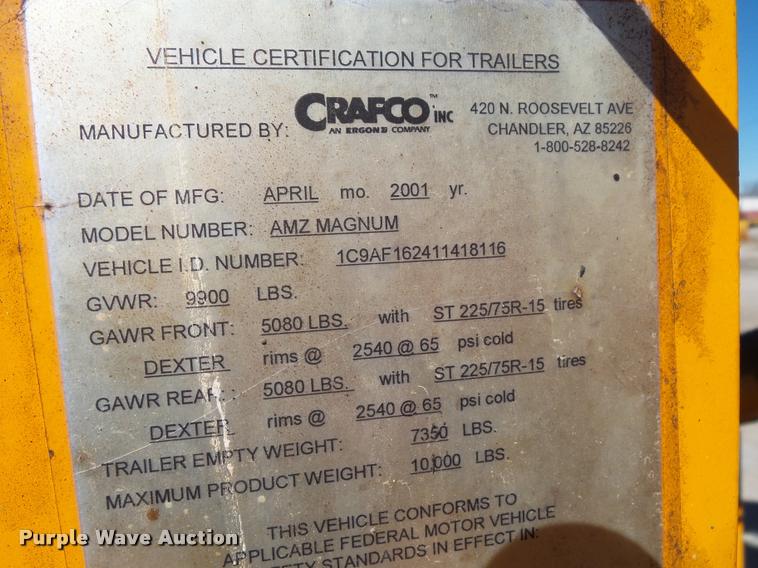 VEHICLE CERTIFICATION FOR TRAILERS
MANUFACTURED BY: CRAFCO INC ™
AN ERGON COMPANY
420 N. ROOSEVELT AVE
CHANDLER, AZ 85226
1-800-528-8242
DATE OF MFG: APRIL mo. 2001 yr.
MODEL NUMBER: AMZ MAGNUM
VEHICLE I.D. NUMBER: 1C9AF162411418116
GVWR: 9900 LBS.
GAWR FRONT: 5080 LBS. with ST 225/75R-15 tires
DEXTER rims @ 2540 @ 65 psi cold
GAWR REAR: 5080 LBS. with ST 225/75R-15 tires
DEXTER rims @ 2540 @ 65 psi cold
TRAILER EMPTY WEIGHT: 7350 LBS.
MAXIMUM PRODUCT WEIGHT: 10,000 LBS.
THIS VEHICLE CONFORMS TO
APPLICABLE FEDERAL MOTOR VEHICLE
STANDARDS IN EFFECT IN:
Purple Wave Auction